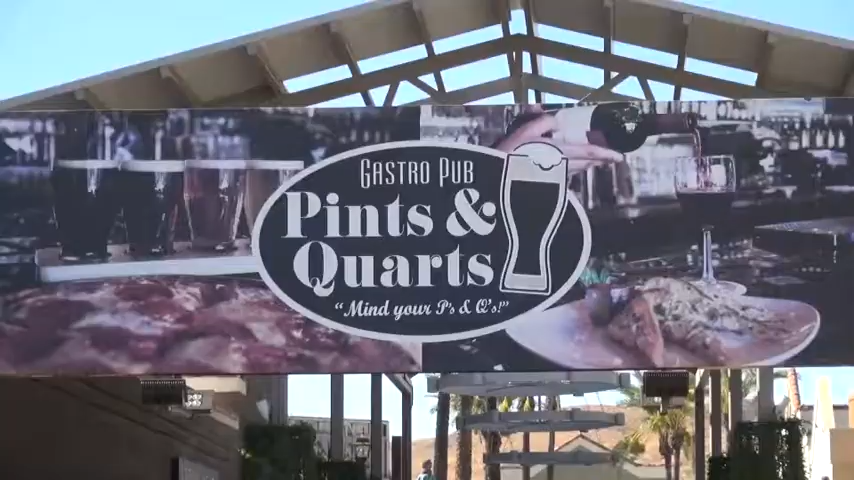 GASTRO PUB
PINTS &
QUARTS
"MIND YOUR P'S & Q'S!"